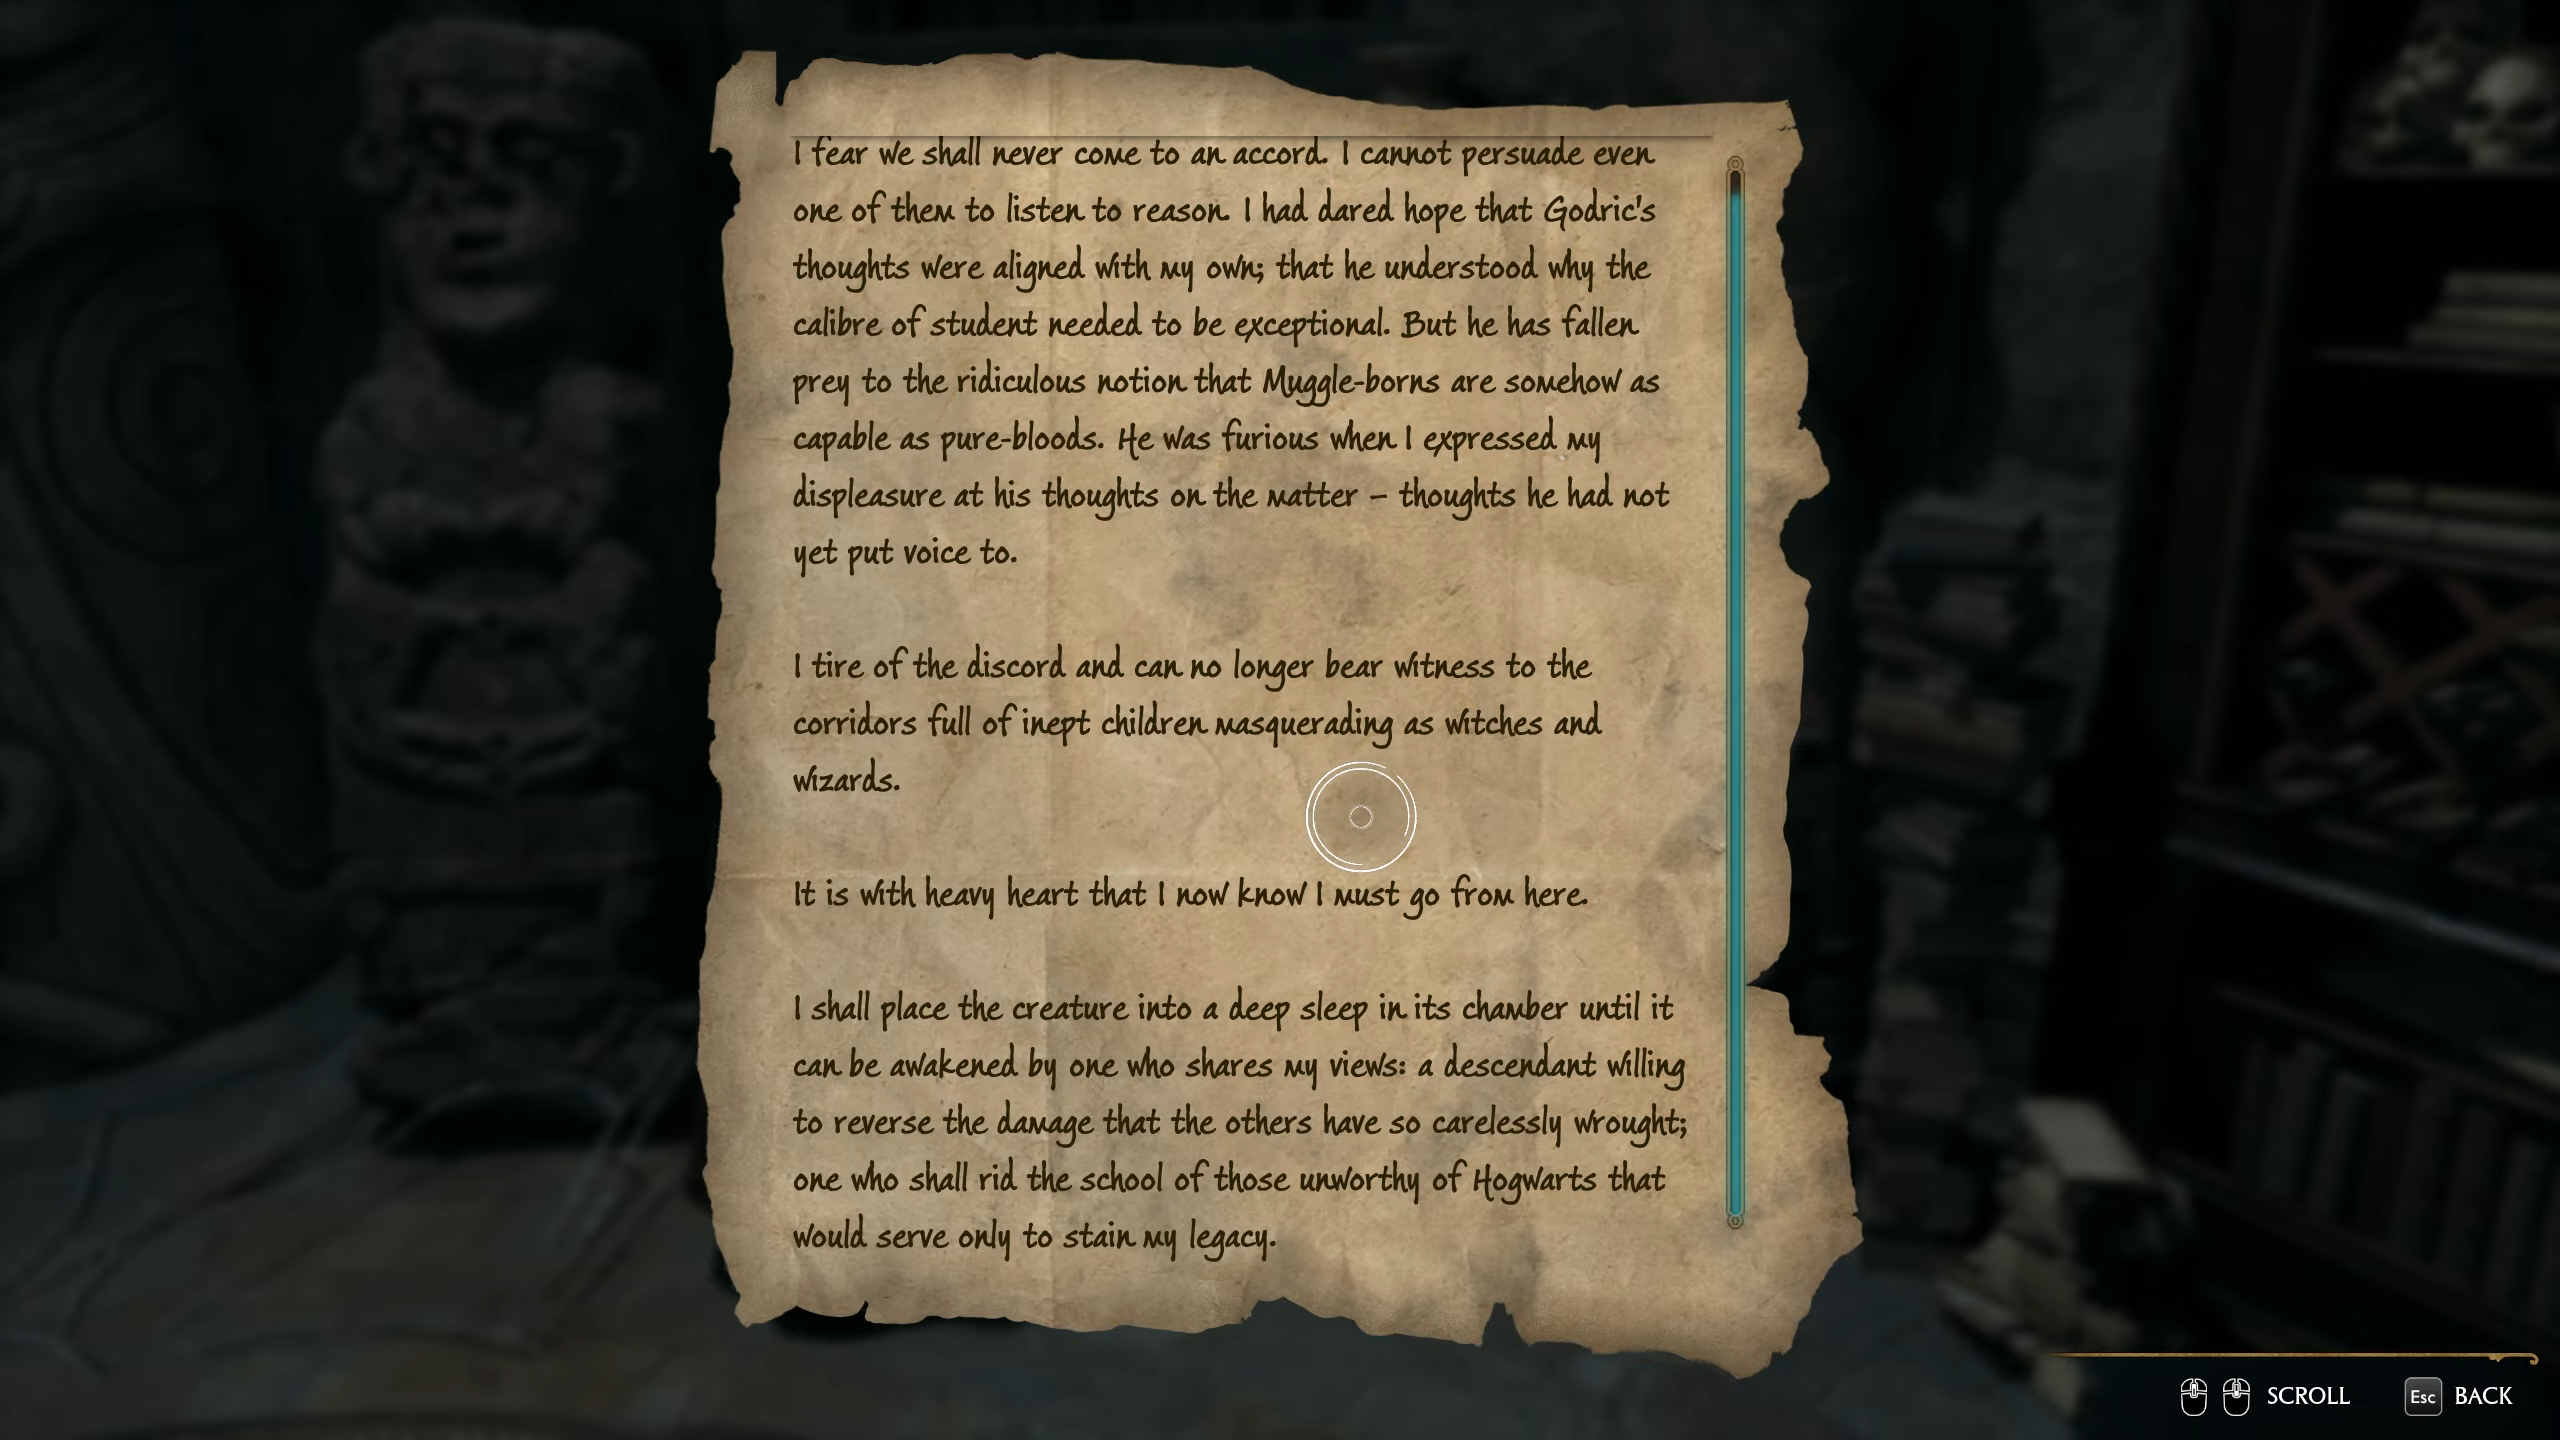 I fear we shall never come to an accord. I cannot persuade even
one of them to listen to reason. I had dared hope that Godric's
thoughts were aligned with my own; that he understood why the
calibre of student needed to be exceptional. But he has fallen
prey to the ridiculous notion that Muggle-borns are somehow as
capable as pure-bloods. He was furious when I expressed my
displeasure at his thoughts on the matter – thoughts he had not
yet put voice to.
I tire of the discord and can no longer bear witness to the
corridors full of inept children masquerading as witches and
wizards.
It is with heavy heart that I now know I must go from here.
I shall place the creature into a deep sleep in its chamber until it
can be awakened by one who shares my views: a descendant willing
to reverse the damage that the others have so carelessly wrought;
one who shall rid the school of those unworthy of Hogwarts that
would serve only to stain my legacy.
SCROLL
Esc BACK